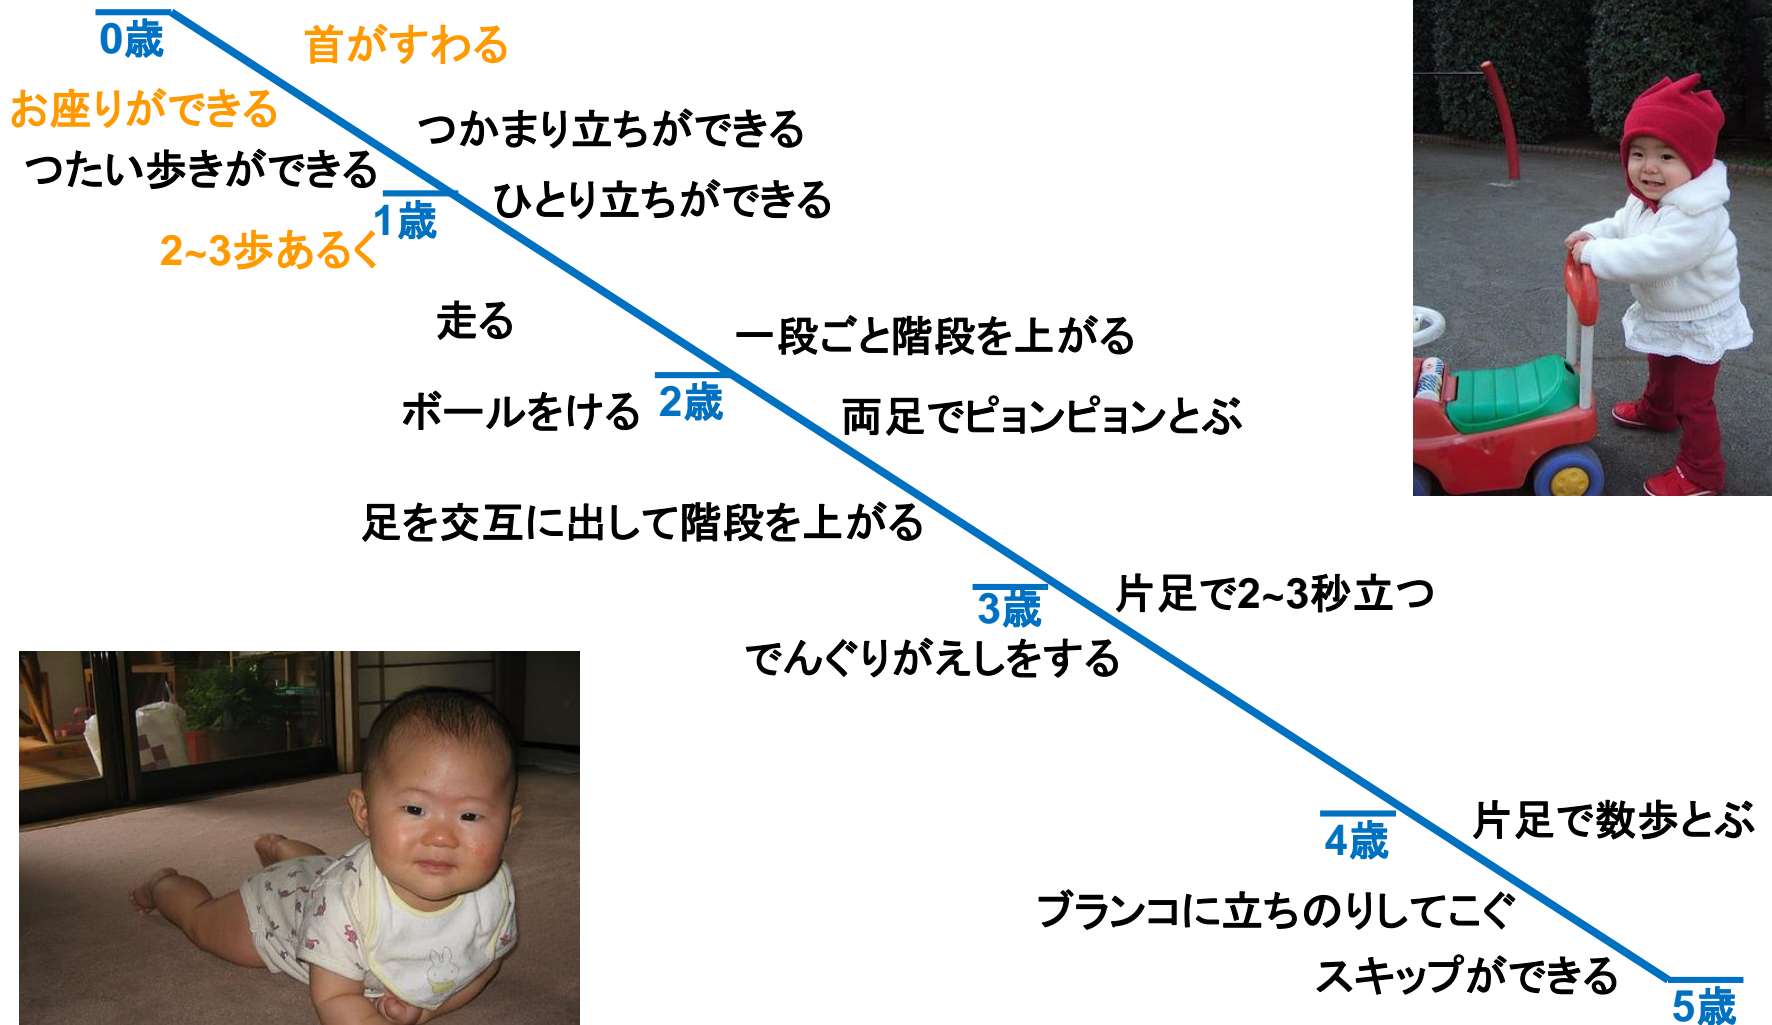 0歳
首がすわる
お座りができる
つかまり立ちができる
つたい歩きができる
ひとり立ちができる
1歳
2~3歩あるく
走る
一段ごと階段を上がる
2歳
ボールをける
両足でピョンピョンとぶ
足を交互に出して階段を上がる
片足で2~3秒立つ
3歳
でんぐりがえしをする
片足で数歩とぶ
4歳
ブランコに立ちのりしてこぐ
スキップができる
5歳